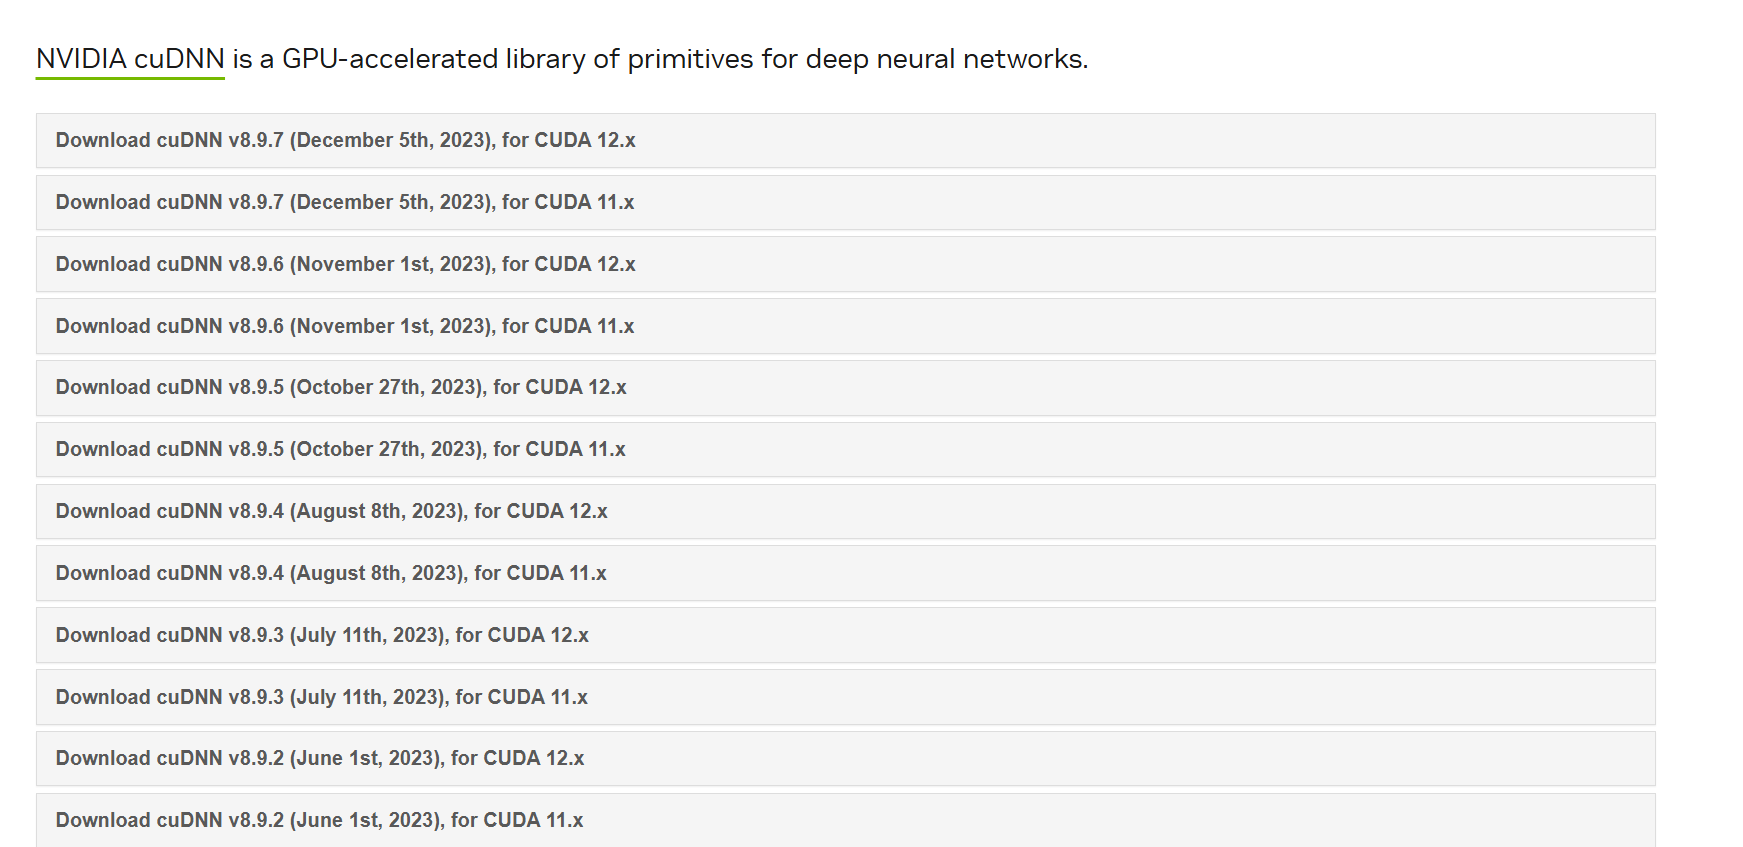 NVIDIA cuDNN is a GPU-accelerated library of primitives for deep neural networks.
Download cuDNN v8.9.7 (December 5th, 2023), for CUDA 12.x
Download cuDNN v8.9.7 (December 5th, 2023), for CUDA 11.x
Download cuDNN v8.9.6 (November 1st, 2023), for CUDA 12.x
Download cuDNN v8.9.6 (November 1st, 2023), for CUDA 11.x
Download cuDNN v8.9.5 (October 27th, 2023), for CUDA 12.x
Download cuDNN v8.9.5 (October 27th, 2023), for CUDA 11.x
Download cuDNN v8.9.4 (August 8th, 2023), for CUDA 12.x
Download cuDNN v8.9.4 (August 8th, 2023), for CUDA 11.x
Download cuDNN v8.9.3 (July 11th, 2023), for CUDA 12.x
Download cuDNN v8.9.3 (July 11th, 2023), for CUDA 11.x
Download cuDNN v8.9.2 (June 1st, 2023), for CUDA 12.x
Download cuDNN v8.9.2 (June 1st, 2023), for CUDA 11.x